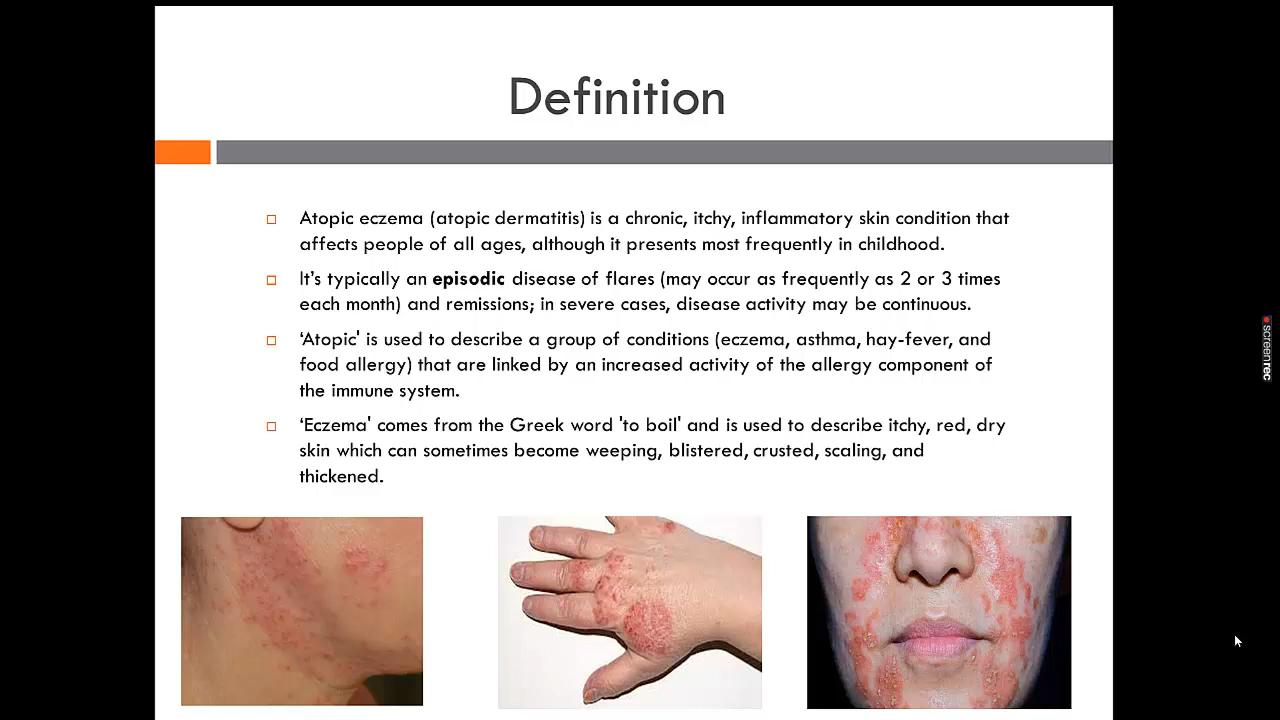 Definition
Atopic eczema (atopic dermatitis) is a chronic, itchy, inflammatory skin condition that
affects people of all ages, although it presents most frequently in childhood.
It's typically an episodic disease of flares (may occur as frequently as 2 or 3 times
each month) and remissions; in severe cases, disease activity may be continuous.
‘Atopic' is used to describe a group of conditions (eczema, asthma, hay-fever, and
food allergy) that are linked by an increased activity of the allergy component of
the immune system.
‘Eczema' comes from the Greek word 'to boil' and is used to describe itchy, red, dry
skin which can sometimes become weeping, blistered, crusted, scaling, and
thickened.
screenrec